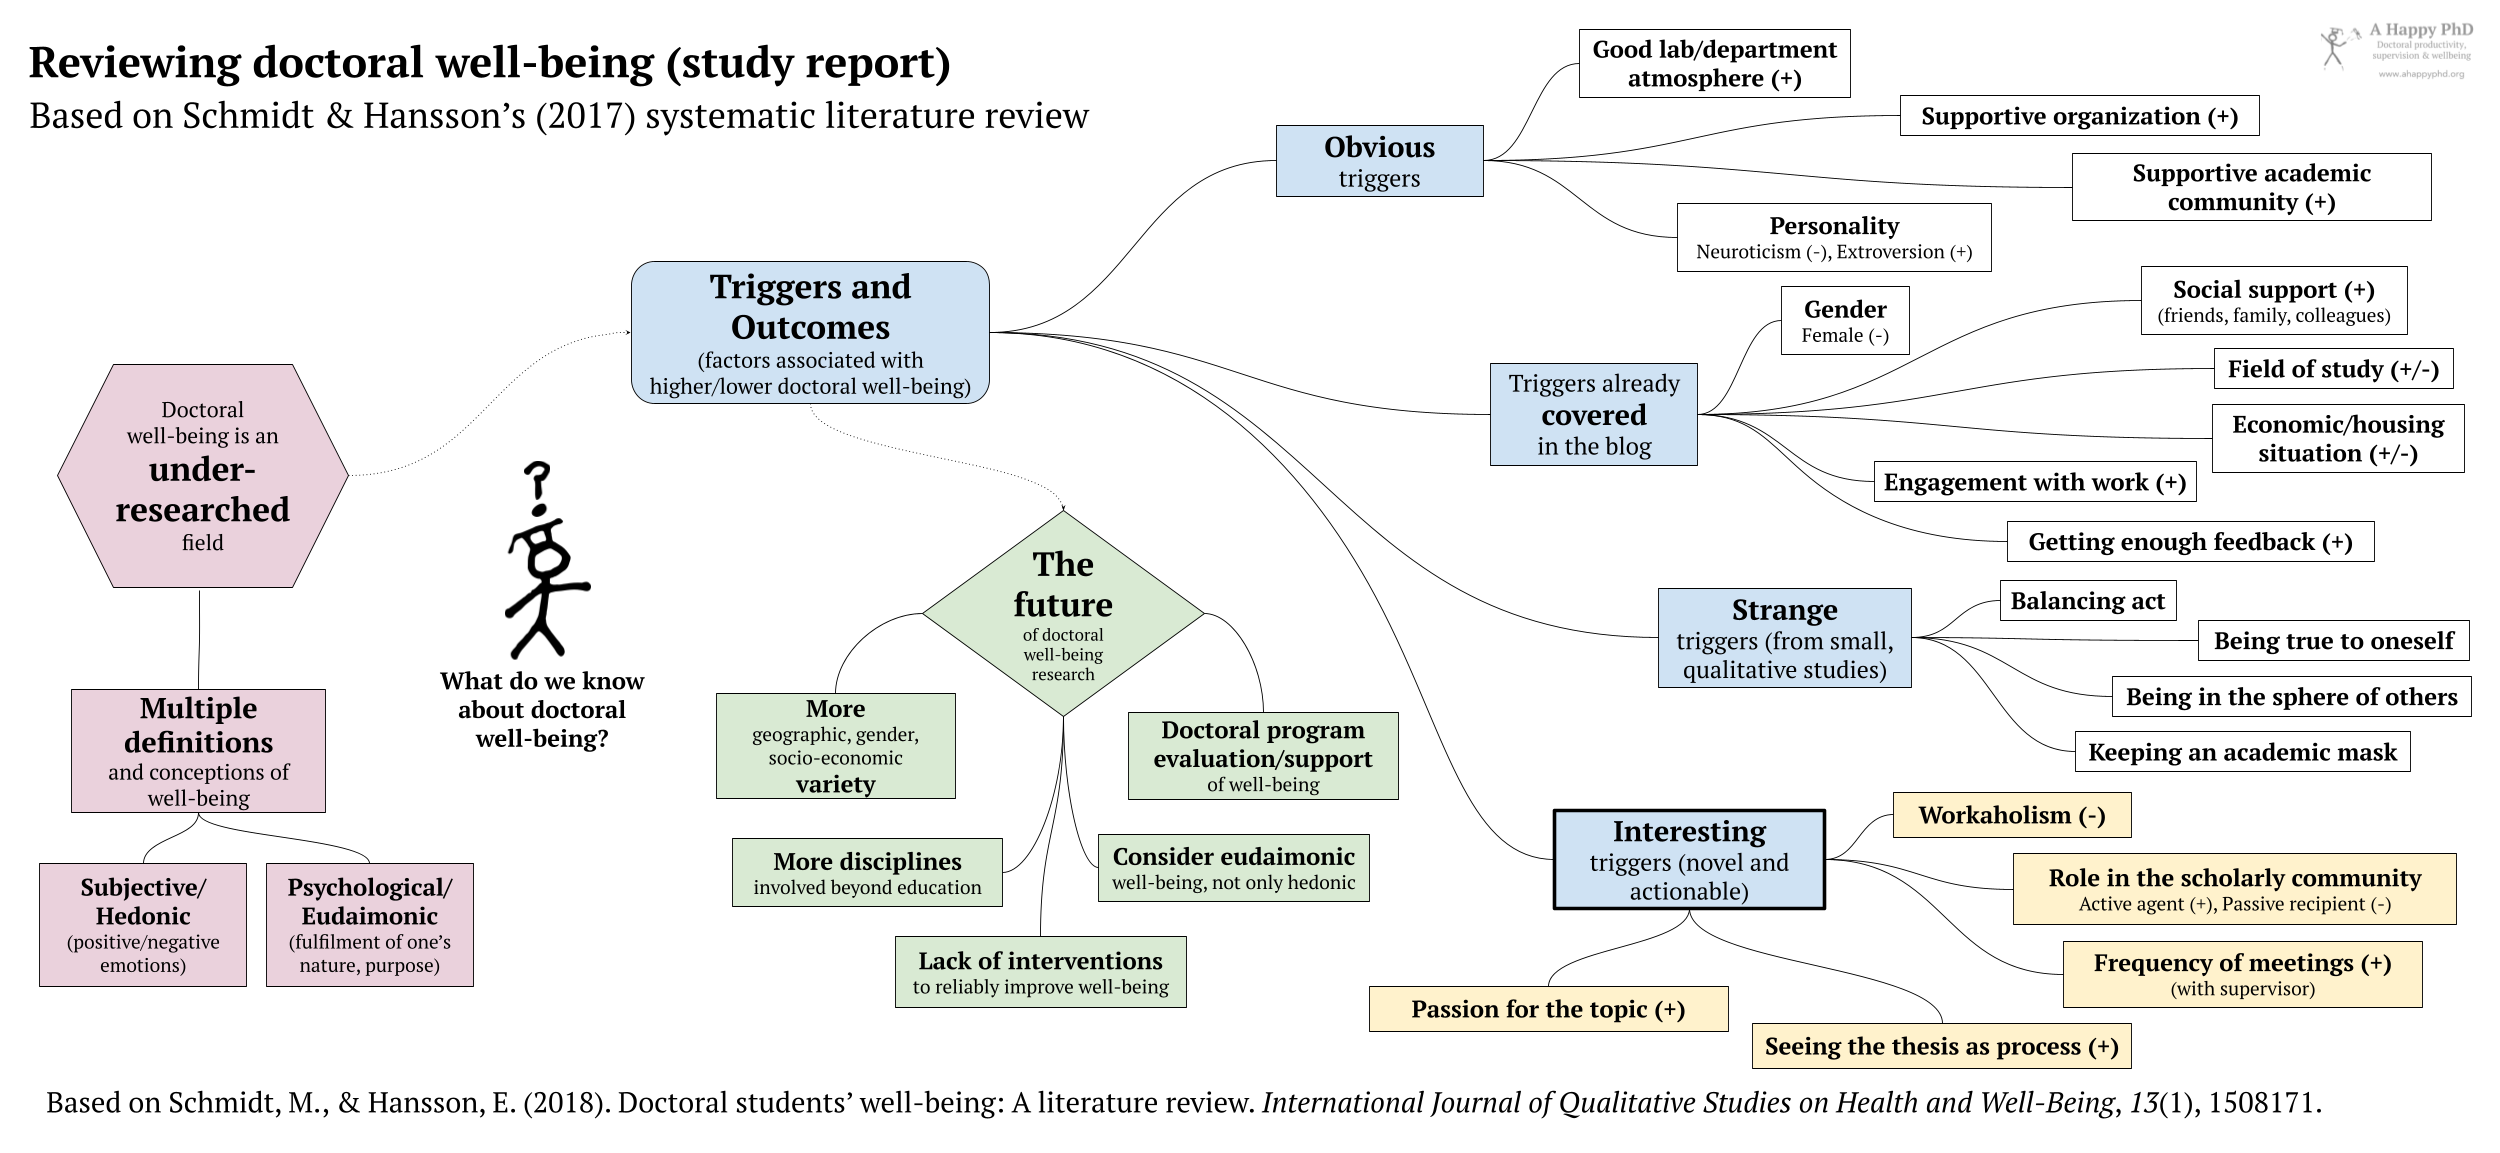 Reviewing doctoral well-being (study report)
Based on Schmidt & Hansson’s (2017) systematic literature review
A Happy PhD
Doctoral productivity,
supervision & wellbeing
www.ahappyphd.org
Doctoral
well-being is an
under-
researched
field
Multiple
definitions
and conceptions of
well-being
Subjective/
Hedonic
(positive/negative
emotions)
Psychological/
Eudaimonic
(fulfilment of one’s
nature, purpose)
?
What do we know
about doctoral
well-being?
Triggers and
Outcomes
(factors associated with
higher/lower doctoral well-being)
The
future
of doctoral
well-being
research
More
geographic, gender,
socio-economic
variety
More disciplines
involved beyond education
Lack of interventions
to reliably improve well-being
Consider eudaimonic
well-being, not only hedonic
Doctoral program
evaluation/support
of well-being
Obvious
triggers
Good lab/department
atmosphere (+)
Supportive organization (+)
Supportive academic
community (+)
Personality
Neuroticism (-), Extroversion (+)
Triggers already
covered
in the blog
Gender
Female (-)
Social support (+)
(friends, family, colleagues)
Field of study (+/-)
Economic/housing
situation (+/-)
Engagement with work (+)
Getting enough feedback (+)
Strange
triggers (from small,
qualitative studies)
Balancing act
Being true to oneself
Being in the sphere of others
Keeping an academic mask
Interesting
triggers (novel and
actionable)
Workaholism (-)
Role in the scholarly community
Active agent (+), Passive recipient (-)
Frequency of meetings (+)
(with supervisor)
Passion for the topic (+)
Seeing the thesis as process (+)
Based on Schmidt, M., & Hansson, E. (2018). Doctoral students’ well-being: A literature review. International Journal of Qualitative Studies on Health and Well-Being, 13(1), 1508171.